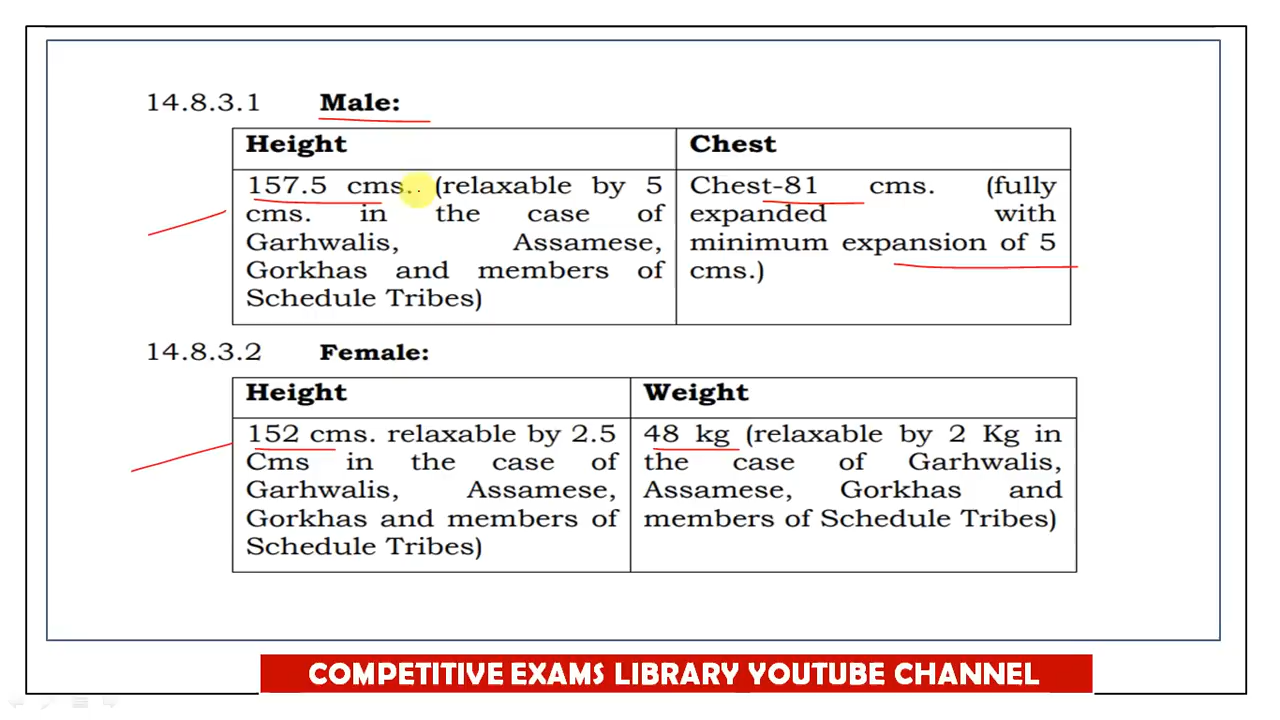 14.8.3.1 Male:
Height Chest
157.5 cms. (relaxable by 5 Chest-81 cms. (fully
cms. in the case of expanded with
Garhwalis, Assamese, minimum expansion of 5
Gorkhas and members of cms.)
Schedule Tribes)
14.8.3.2 Female:
Height Weight
152 cms. relaxable by 2.5 48 kg (relaxable by 2 Kg in
Cms in the case of the case of Garhwalis,
Garhwalis, Assamese, Assamese, Gorkhas and
Gorkhas and members of members of Schedule Tribes)
Schedule Tribes)
COMPETITIVE EXAMS LIBRARY YOUTUBE CHANNEL